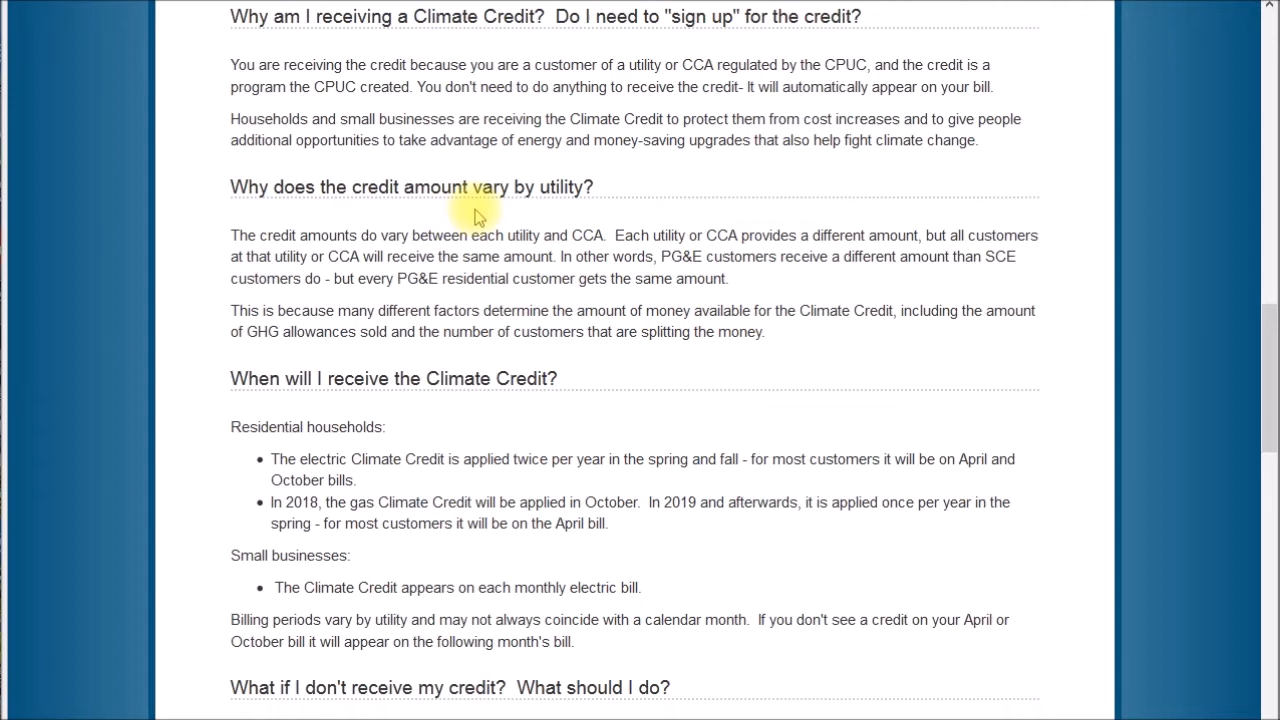 Why am I receiving a Climate Credit?  Do I need to "sign up" for the credit?
You are receiving the credit because you are a customer of a utility or CCA regulated by the CPUC, and the credit is a
program the CPUC created. You don't need to do anything to receive the credit- It will automatically appear on your bill.
Households and small businesses are receiving the Climate Credit to protect them from cost increases and to give people
additional opportunities to take advantage of energy and money-saving upgrades that also help fight climate change.
Why does the credit amount vary by utility?
The credit amounts do vary between each utility and CCA.  Each utility or CCA provides a different amount, but all customers
at that utility or CCA will receive the same amount. In other words, PG&E customers receive a different amount than SCE
customers do - but every PG&E residential customer gets the same amount.
This is because many different factors determine the amount of money available for the Climate Credit, including the amount
of GHG allowances sold and the number of customers that are splitting the money.
When will I receive the Climate Credit?
Residential households:
• The electric Climate Credit is applied twice per year in the spring and fall - for most customers it will be on April and
October bills.
• In 2018, the gas Climate Credit will be applied in October.  In 2019 and afterwards, it is applied once per year in the
spring - for most customers it will be on the April bill.
Small businesses:
• The Climate Credit appears on each monthly electric bill.
Billing periods vary by utility and may not always coincide with a calendar month.  If you don't see a credit on your April or
October bill it will appear on the following month's bill.
What if I don't receive my credit?  What should I do?